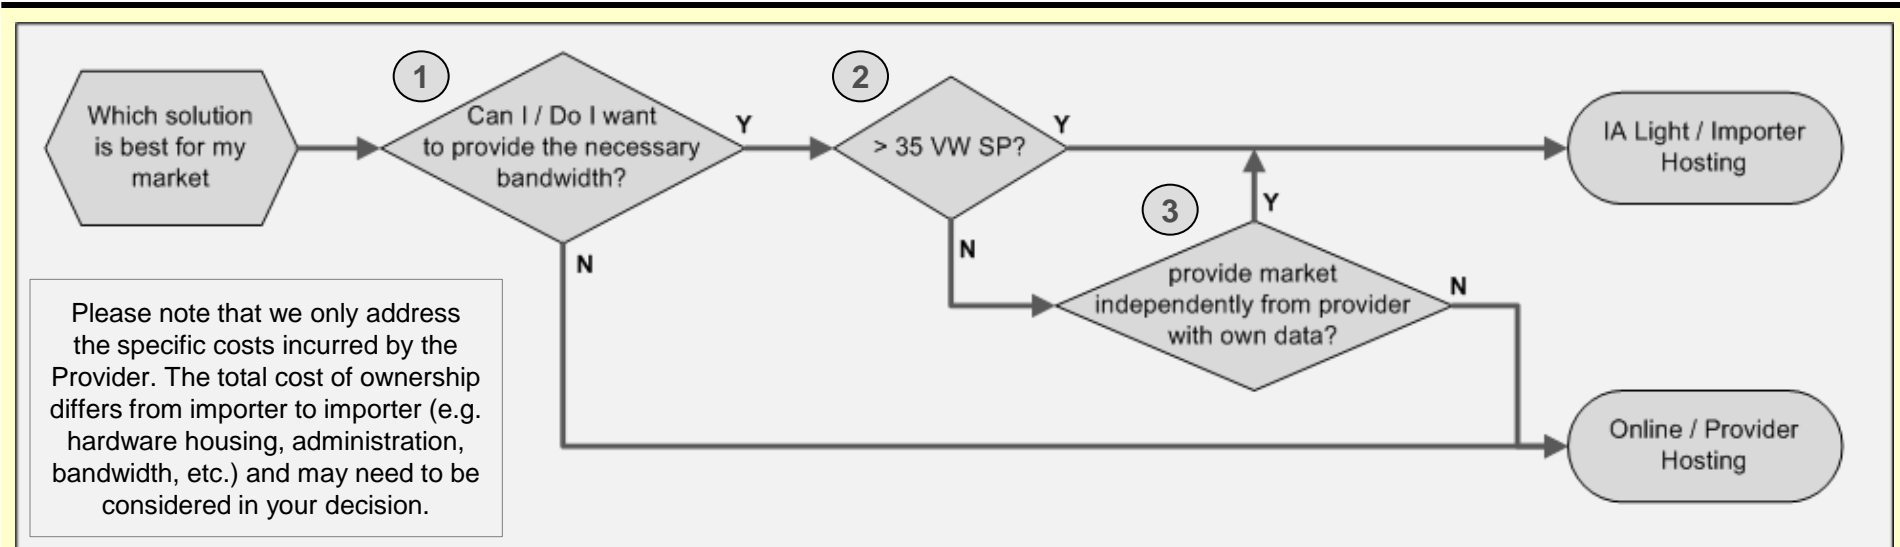 Which solution
is best for my
market
1
Can I / Do I want
to provide the necessary
bandwidth?
Y
N
2
> 35 VW SP?
Y
N
3
provide market
independently from provider
with own data?
Y
N
IA Light / Importer
Hosting
Online / Provider
Hosting
Please note that we only address
the specific costs incurred by the
Provider. The total cost of ownership
differs from importer to importer (e.g.
hardware housing, administration,
bandwidth, etc.) and may need to be
considered in your decision.